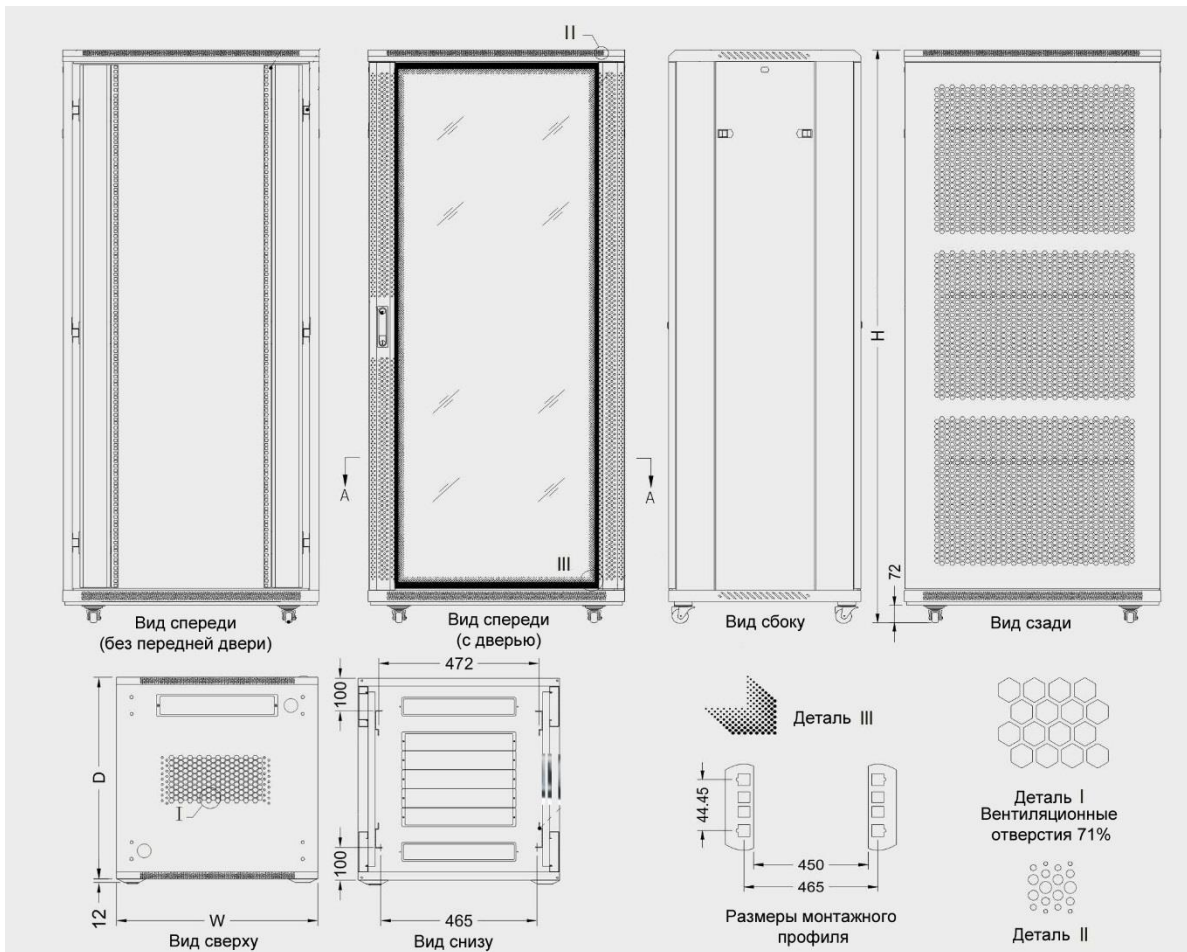 II
H
A
A
III
72
Вид спереди
(без передней двери)
Вид спереди
(с дверью)
Вид сбоку
Вид сзади
472
100
D
I
100
12
W
Вид сверху
465
Вид снизу
Деталь III
44.45
450
465
Размеры монтажного
профиля
Деталь I
Вентиляционные
отверстия 71%
Деталь II